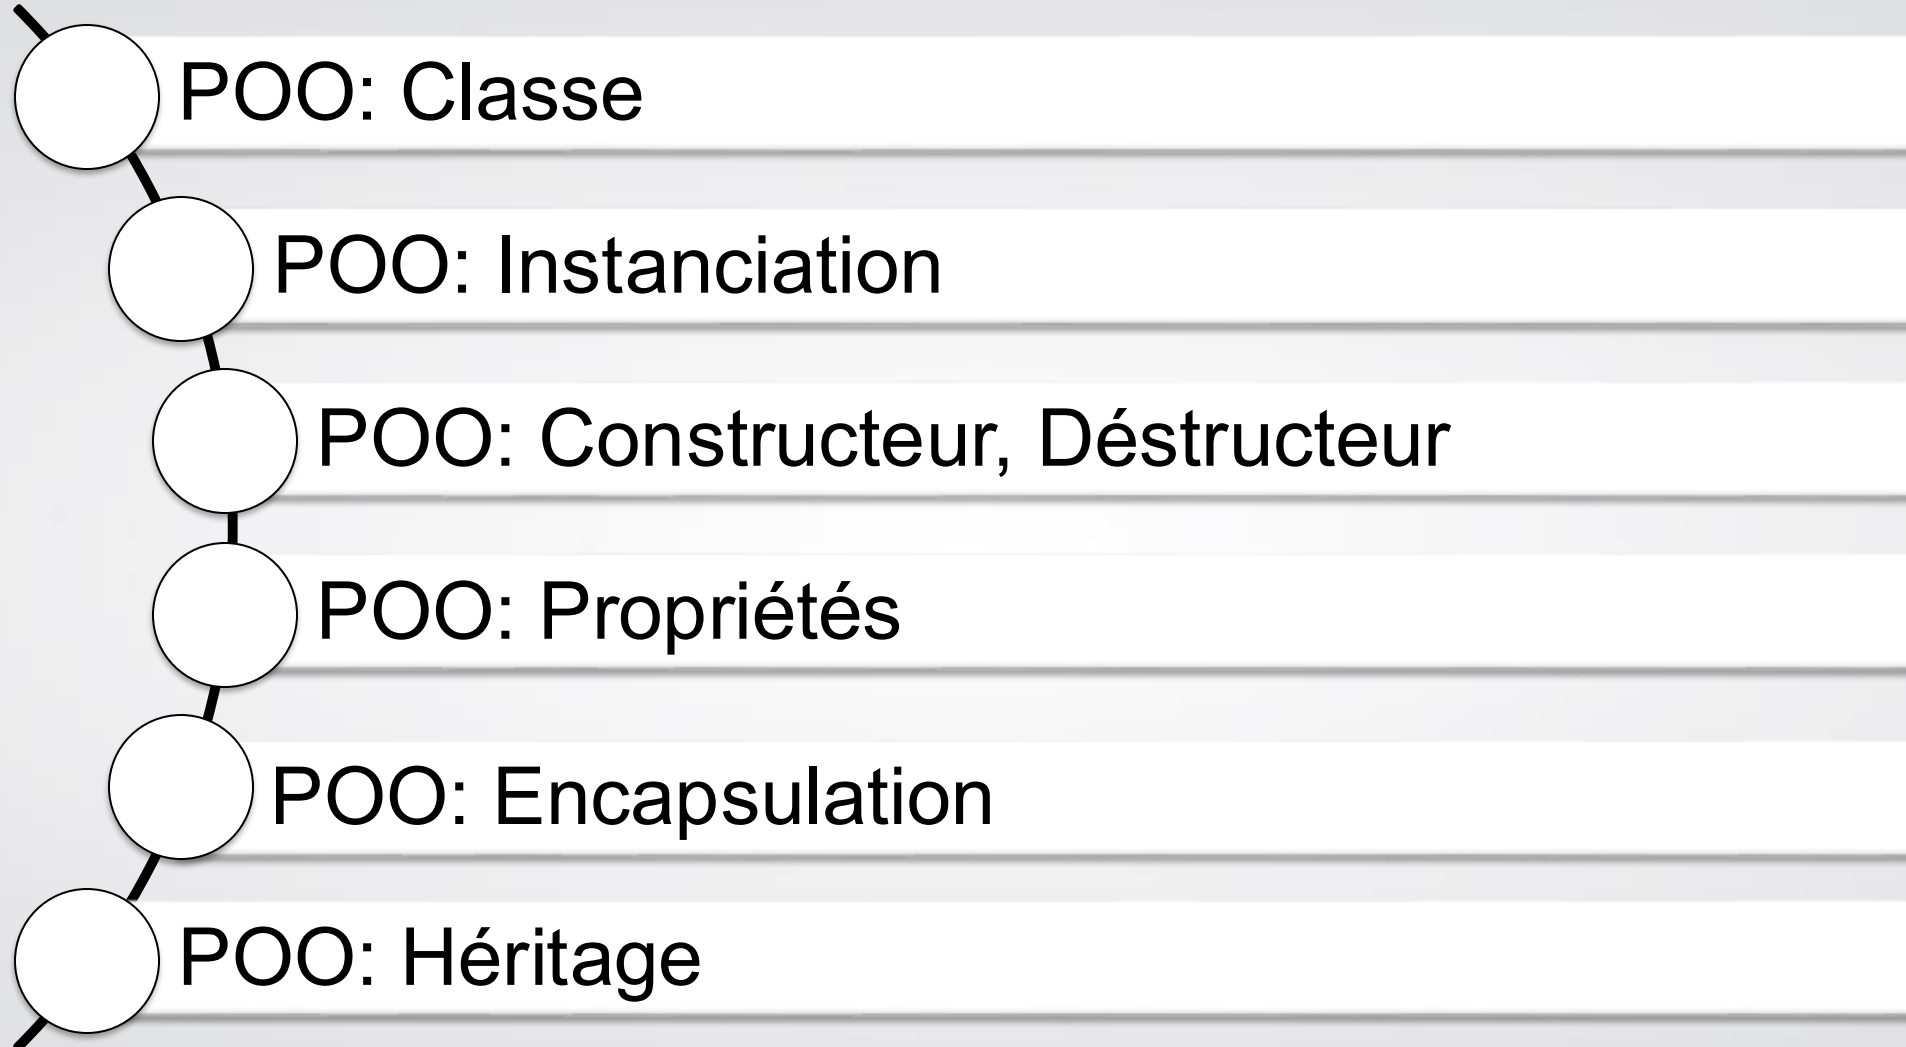 POO: Classe
POO: Instanciation
POO: Constructeur, Déstructeur
POO: Propriétés
POO: Encapsulation
POO: Héritage